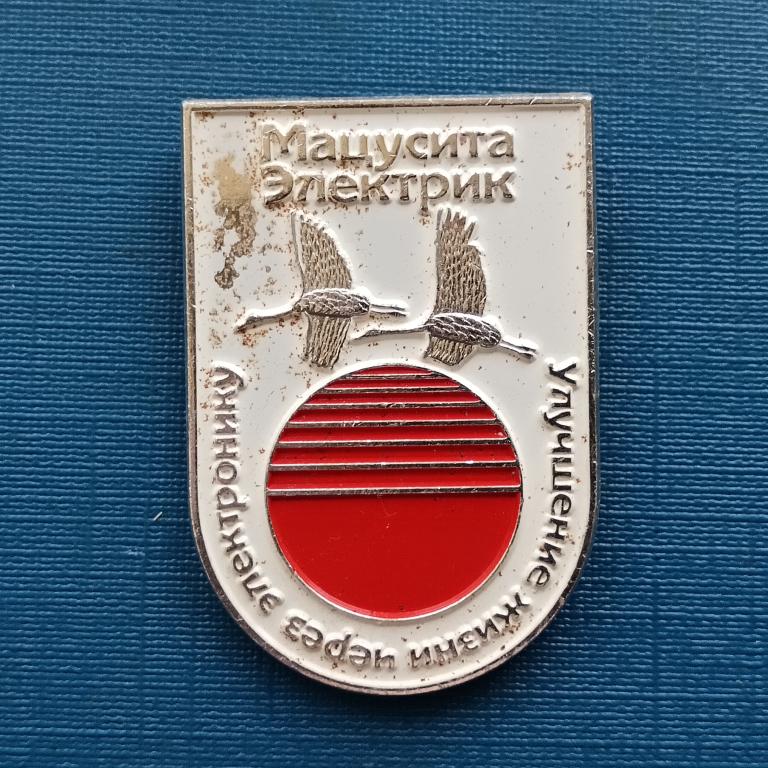 Мацусита
Электрик
Улучшение жизни через электронику